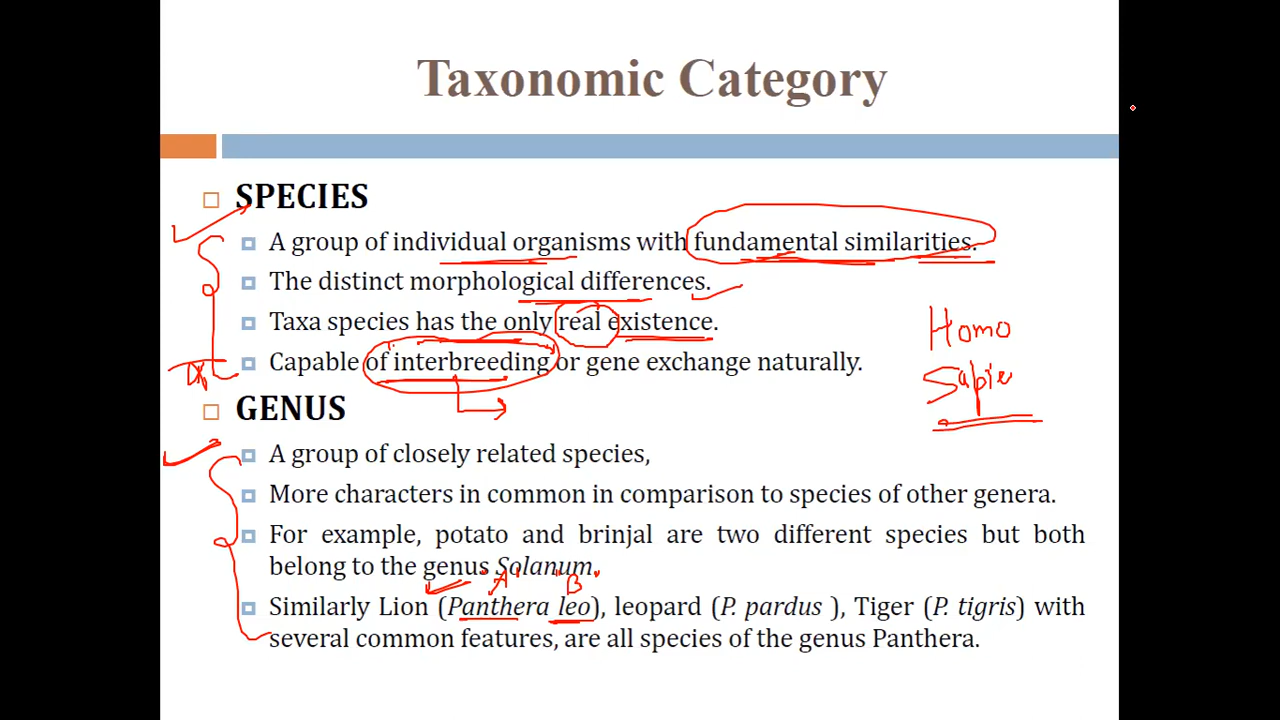 Taxonomic Category
SPECIES
A group of individual organisms with fundamental similarities.
The distinct morphological differences.
Taxa species has the only real existence.
Capable of interbreeding or gene exchange naturally.
Homo
Sapie
GENUS
A group of closely related species,
More characters in common in comparison to species of other genera.
For example, potato and brinjal are two different species but both
belong to the genus Solanum.
"A" "B"
Similarly Lion (Panthera leo), leopard (P. pardus ), Tiger (P. tigris) with
several common features, are all species of the genus Panthera.